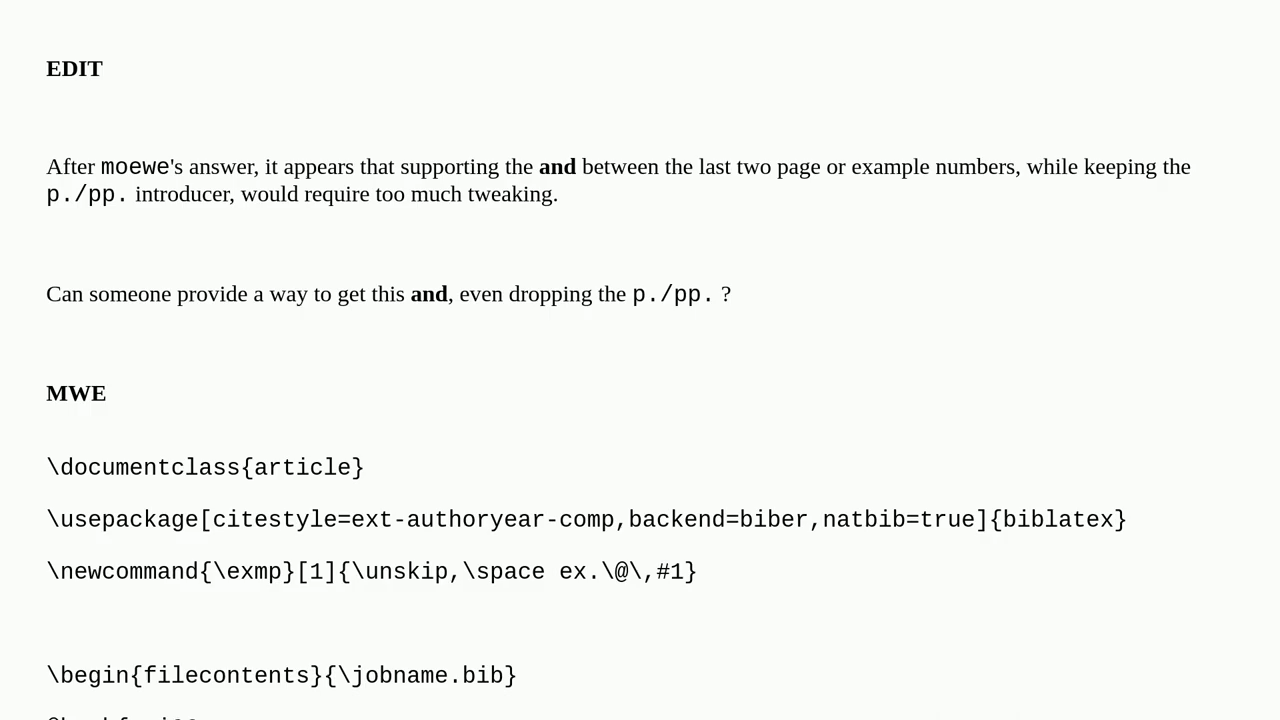 EDIT
After moewe's answer, it appears that supporting the and between the last two page or example numbers, while keeping the
p./pp. introducer, would require too much tweaking.
Can someone provide a way to get this and, even dropping the p./pp. ?
MWE
\documentclass{article}
\usepackage[citestyle=ext-authoryear-comp,backend=biber,natbib=true]{biblatex}
\newcommand{\exmp}[1]{\unskip,\space ex.\@\,#1}
\begin{filecontents}{\jobname.bib}